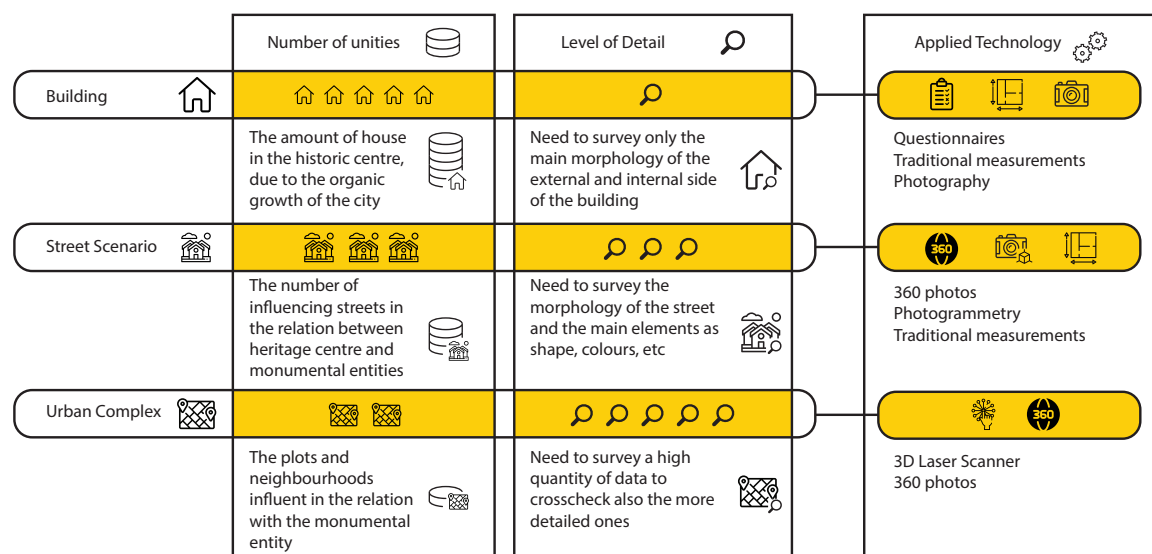 Number of unities
Level of Detail
Applied Technology
Building
The amount of house
in the historic centre,
due to the organic
growth of the city
Need to survey only the
main morphology of the
external and internal side
of the building
Questionnaires
Traditional measurements
Photography
Street Scenario
360
The number of
influencing streets in
the relation between
heritage centre and
monumental entities
Need to survey the
morphology of the street
and the main elements as
shape, colours, etc
360 photos
Photogrammetry
Traditional measurements
Urban Complex
360
The plots and
neighbourhoods
influent in the relation
with the monumental
entity
Need to survey a high
quantity of data to
crosscheck also the more
detailed ones
3D Laser Scanner
360 photos